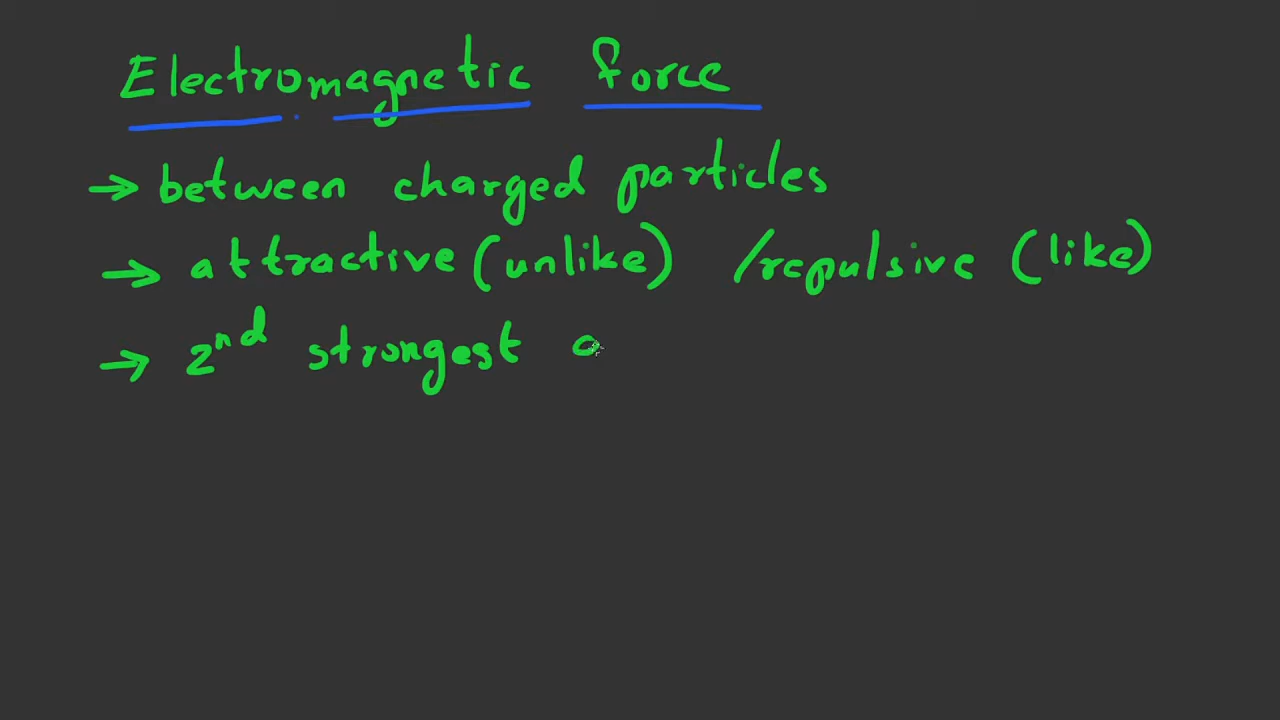 Electromagnetic force
→ between charged particles
→ attractive (unlike) /repulsive (like)
→ 2nd strongest